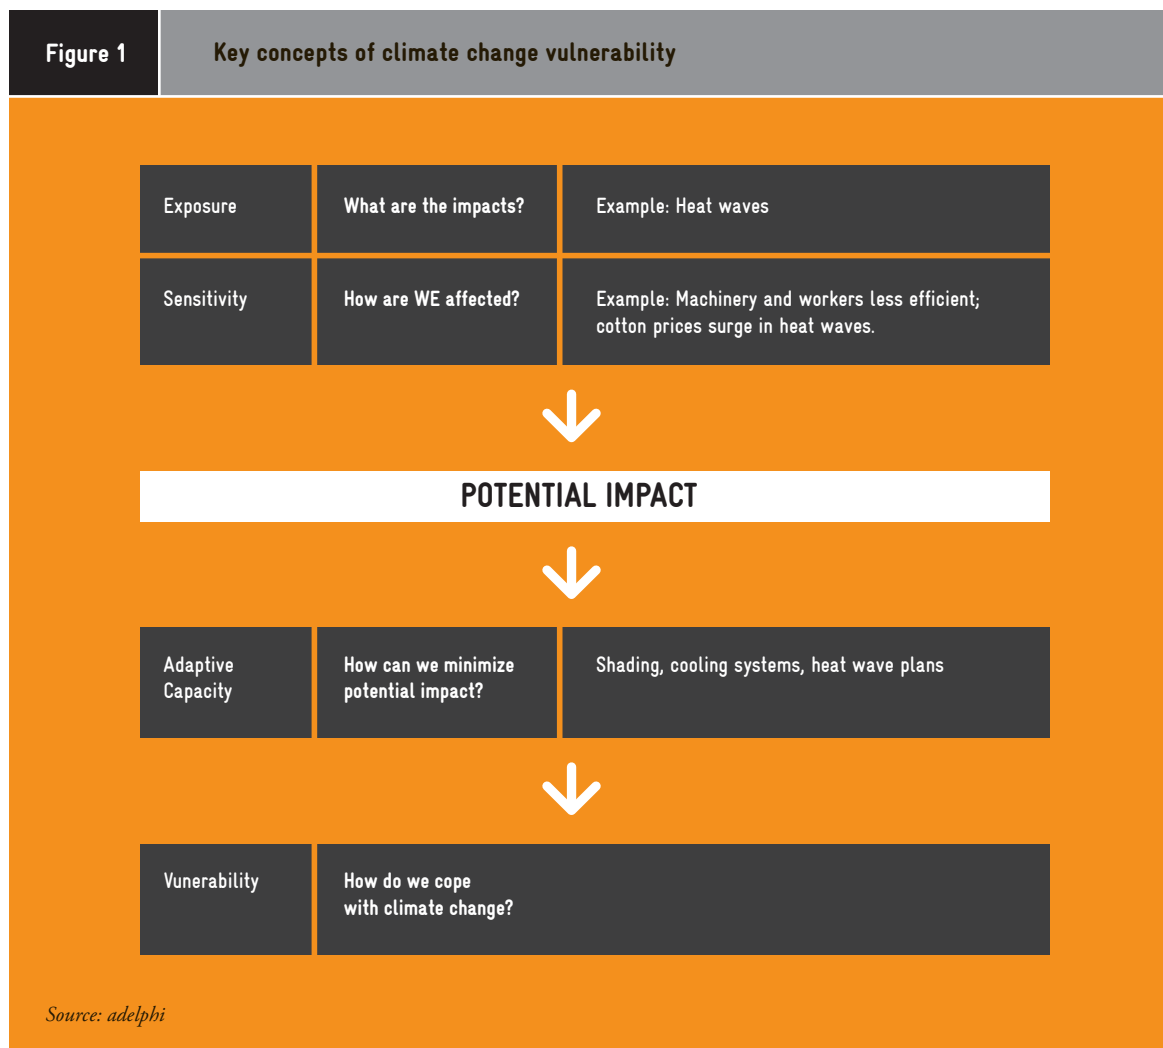 Figure 1
Key concepts of climate change vulnerability
Exposure
What are the impacts?
Example: Heat waves
Sensitivity
How are WE affected?
Example: Machinery and workers less efficient;
cotton prices surge in heat waves.
POTENTIAL IMPACT
Adaptive
Capacity
How can we minimize
potential impact?
Shading, cooling systems, heat wave plans
Vunerability
How do we cope
with climate change?
Source: adelphi